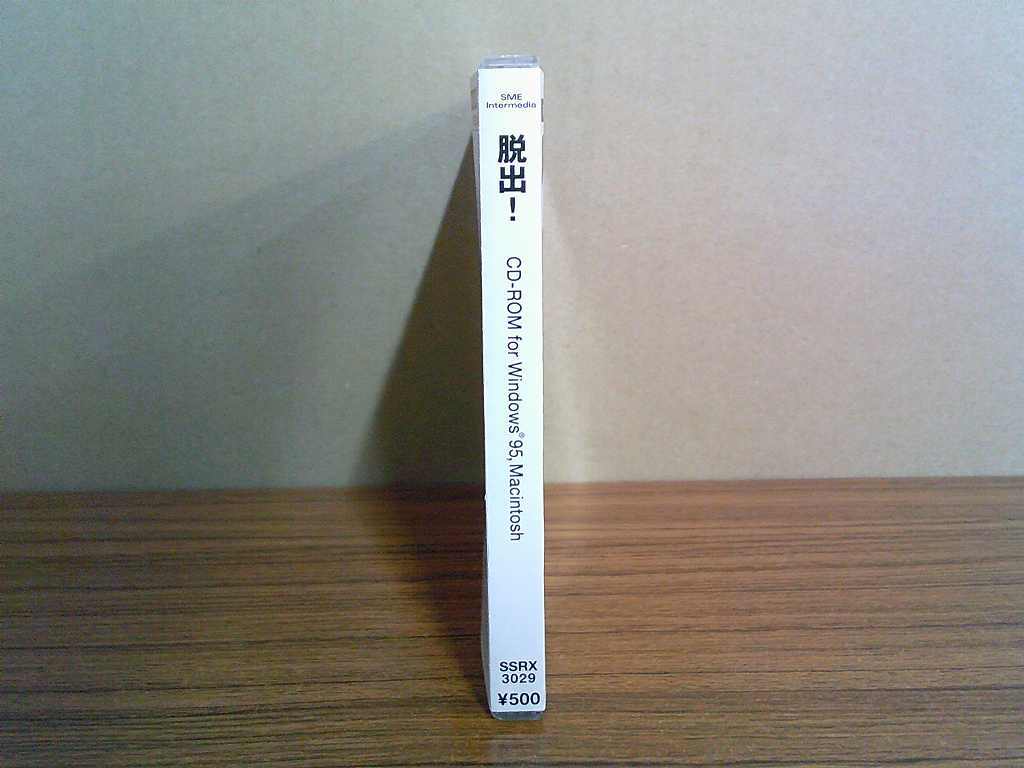 SME
Intermedia
脱出！
CD-ROM for Windows® 95, Macintosh
SSRX
3029
¥500